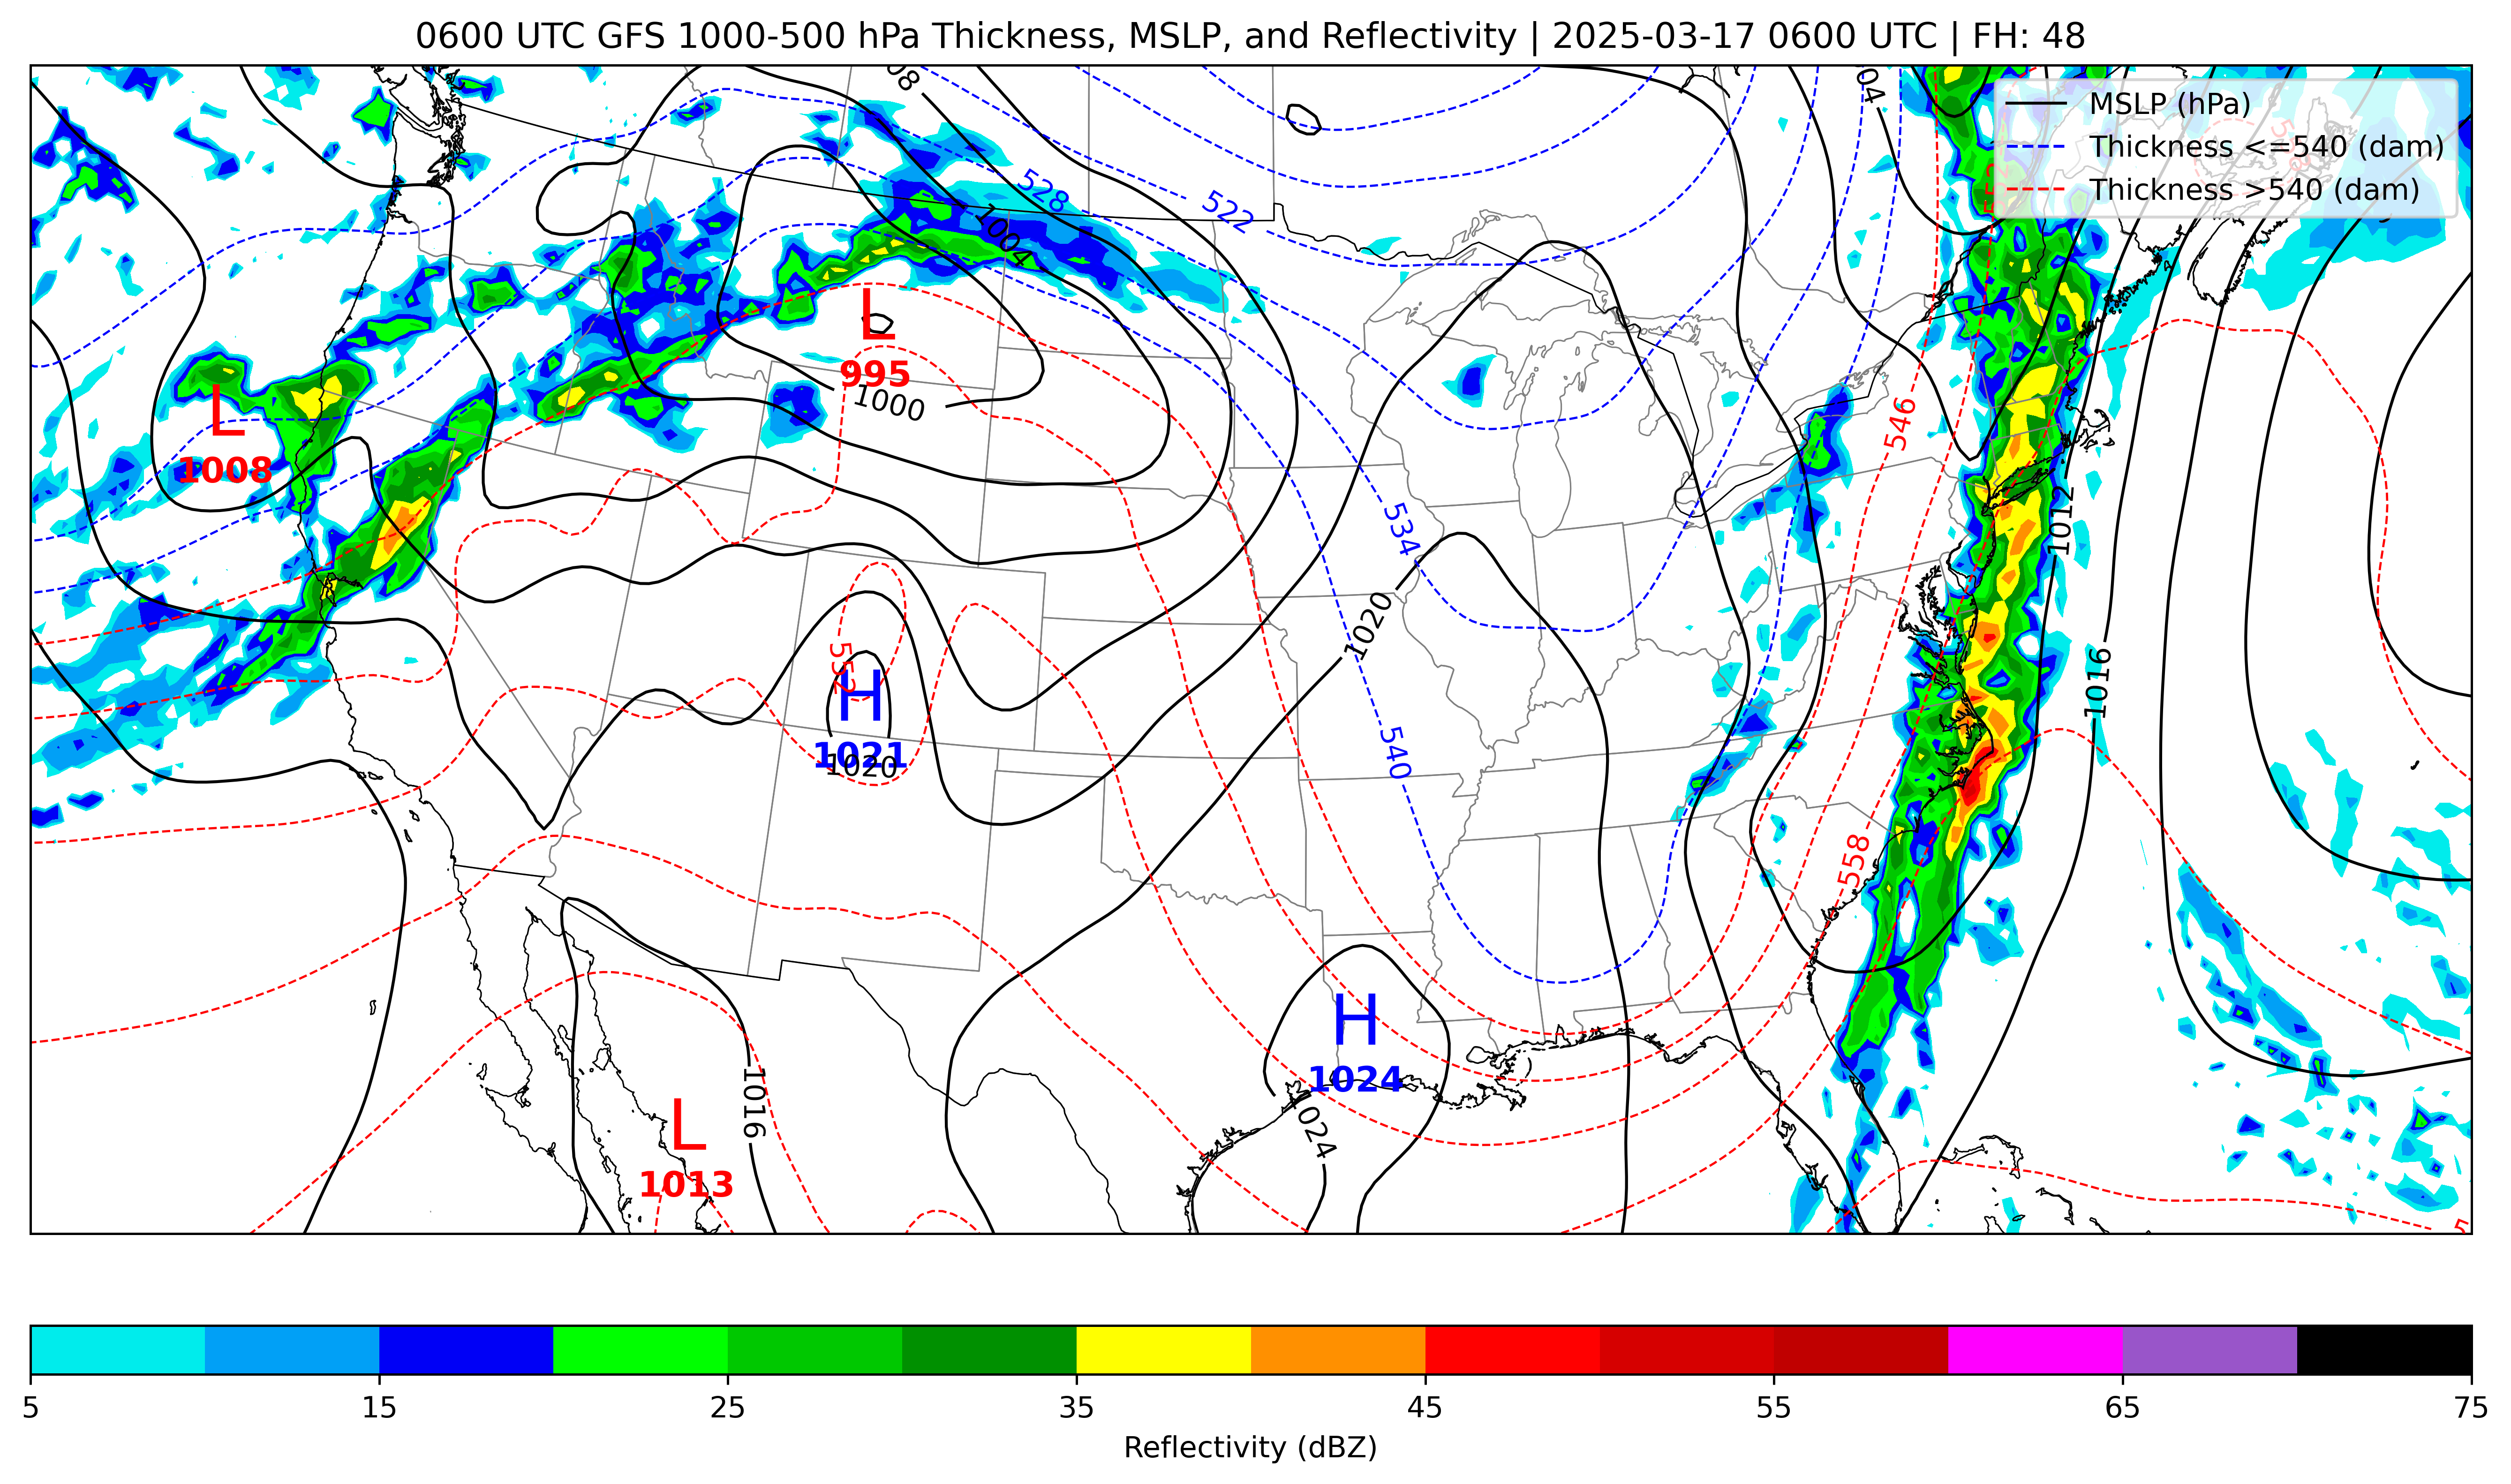 0600 UTC GFS 1000-500 hPa Thickness, MSLP, and Reflectivity | 2025-03-17 0600 UTC | FH: 48
MSLP (hPa)
Thickness <=540 (dam)
Thickness >540 (dam)
528
522
1004
L
995
1000
L
1008
546
534
1012
1020
1016
552
H
1021
1020
540
558
H
1024
1024
1016
L
1013
5 15 25 35 45 55 65 75
Reflectivity (dBZ)